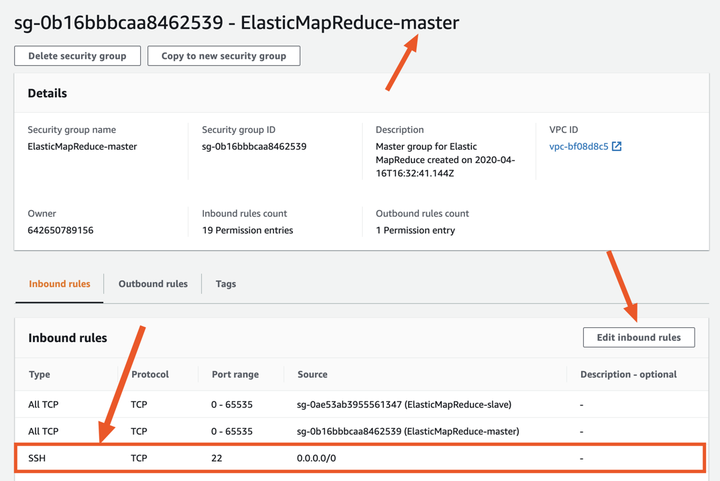 sg-0b16bbbcaa8462539 - ElasticMapReduce-master
Delete security group Copy to new security group
Details
Security group name Security group ID Description VPC ID
ElasticMapReduce-master sg-0b16bbbcaa8462539 Master group for Elastic MapReduce created on 2020-04-16T16:32:41.144Z vpc-bf08d8c5
Owner Inbound rules count Outbound rules count
642650789156 19 Permission entries 1 Permission entry
Inbound rules Outbound rules Tags
Inbound rules Edit inbound rules
Type Protocol Port range Source Description - optional
All TCP TCP 0 - 65535 sg-0ae53ab3955561347 (ElasticMapReduce-slave) -
All TCP TCP 0 - 65535 sg-0b16bbbcaa8462539 (ElasticMapReduce-master) -
SSH TCP 22 0.0.0.0/0 -